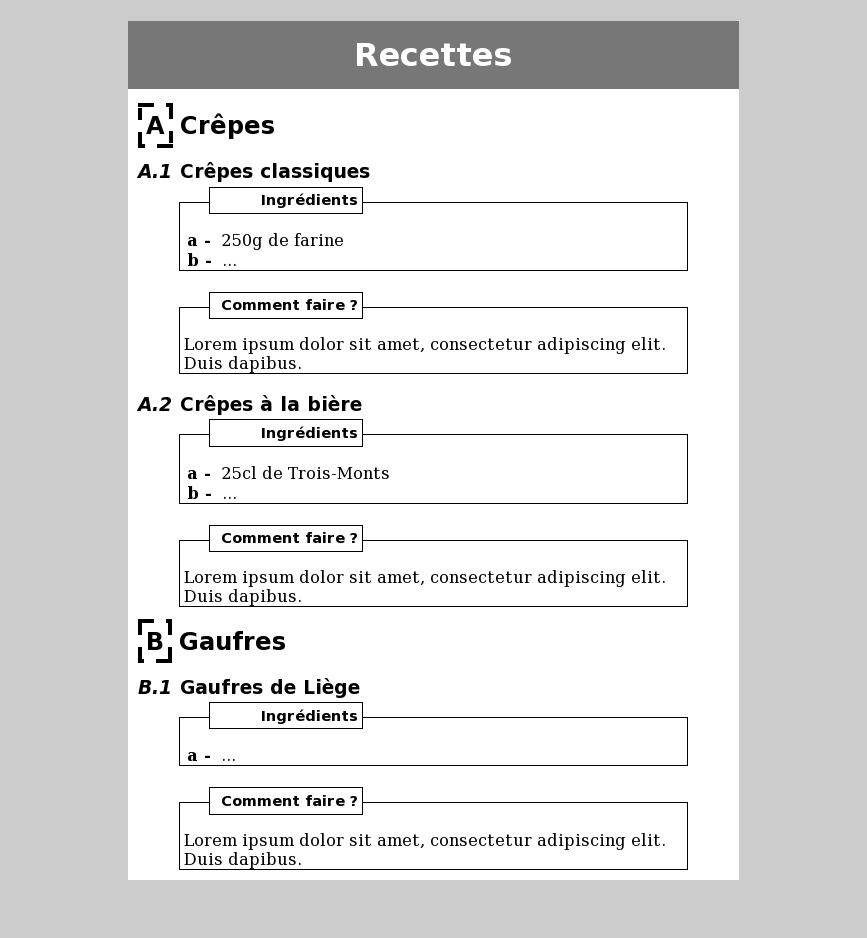 Recettes
A Crêpes
A.1 Crêpes classiques
Ingrédients
a - 250g de farine
b - ...
Comment faire ?
Lorem ipsum dolor sit amet, consectetur adipiscing elit.
Duis dapibus.
A.2 Crêpes à la bière
Ingrédients
a - 25cl de Trois-Monts
b - ...
Comment faire ?
Lorem ipsum dolor sit amet, consectetur adipiscing elit.
Duis dapibus.
B Gaufres
B.1 Gaufres de Liège
Ingrédients
a - ...
Comment faire ?
Lorem ipsum dolor sit amet, consectetur adipiscing elit.
Duis dapibus.